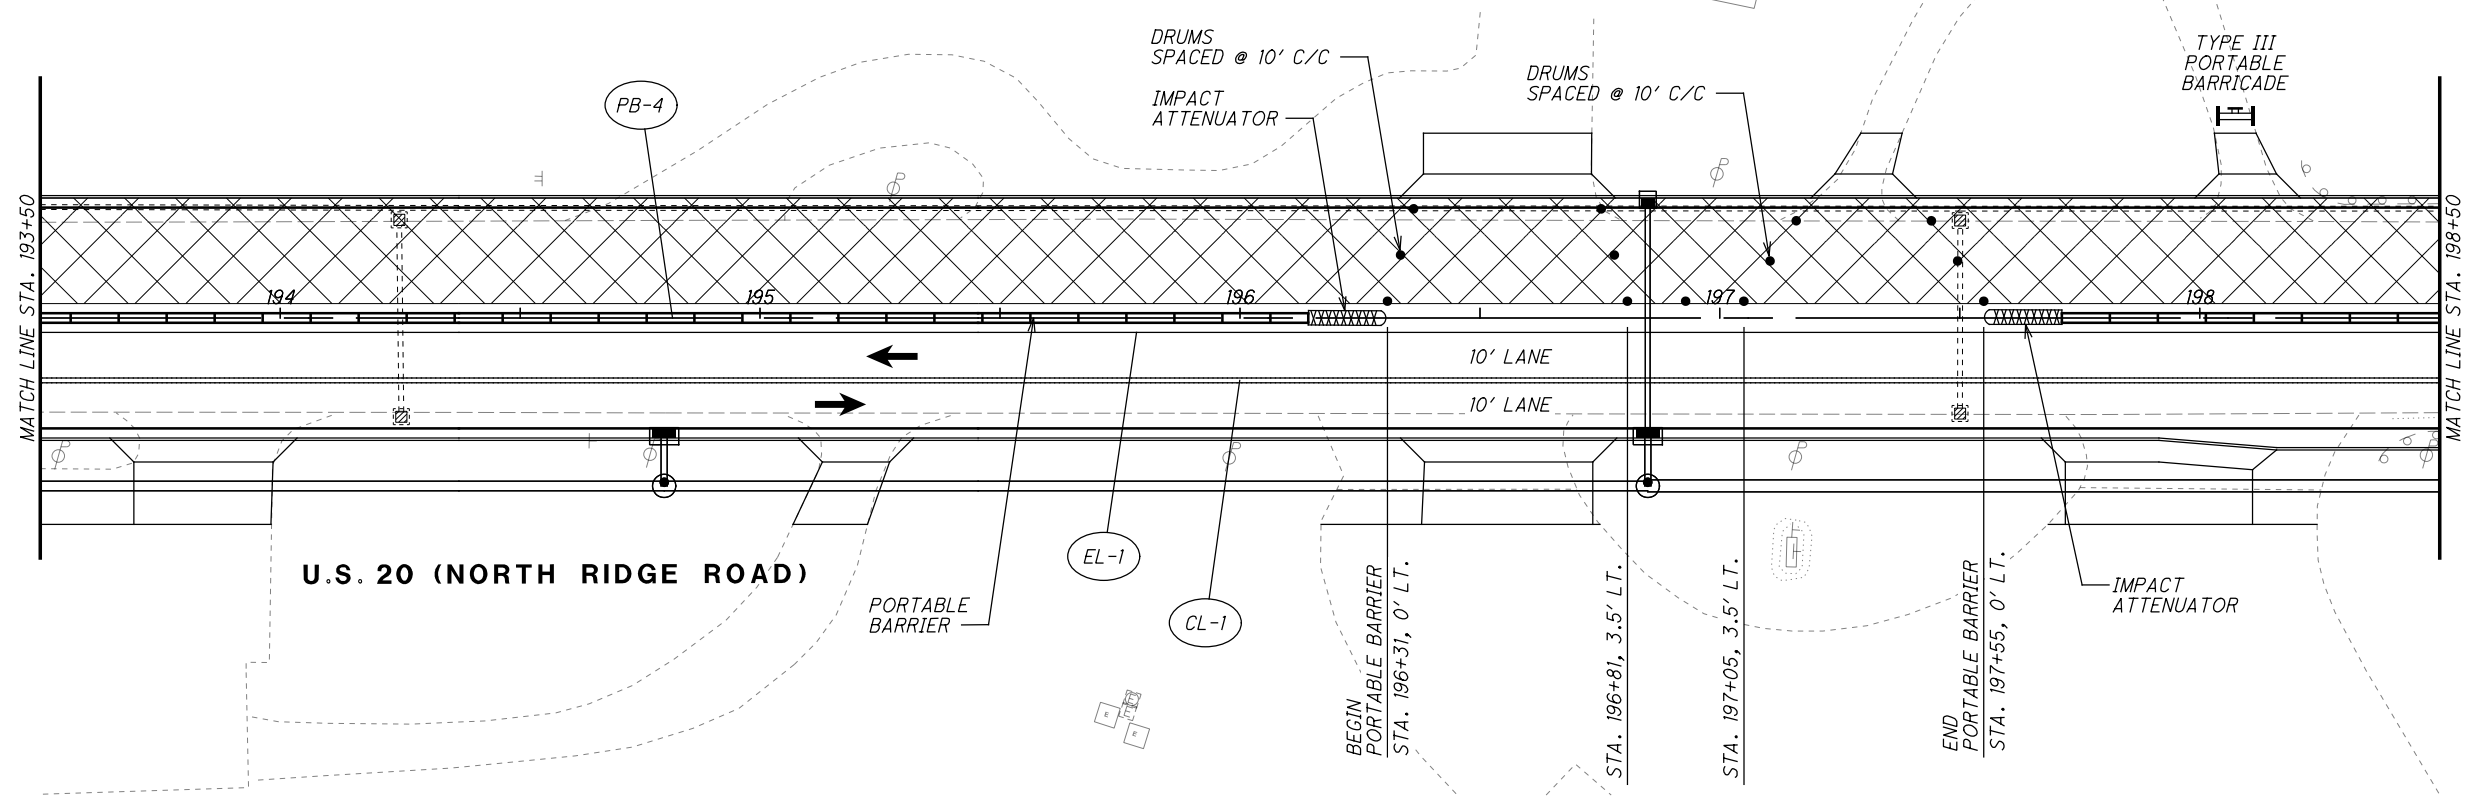 DRUMS
SPACED @ 10' C/C
IMPACT
ATTENUATOR
DRUMS
SPACED @ 10' C/C
TYPE III
PORTABLE
BARRICADE
PB-4
MATCH LINE STA. 193+50
MATCH LINE STA. 198+50
194
195
196
197
198
10' LANE
10' LANE
U.S. 20 (NORTH RIDGE ROAD)
PORTABLE
BARRIER
EL-1
CL-1
BEGIN
PORTABLE BARRIER
STA. 196+31, 0' LT.
STA. 196+81, 3.5' LT.
STA. 197+05, 3.5' LT.
END
PORTABLE BARRIER
STA. 197+55, 0' LT.
IMPACT
ATTENUATOR
E
E
E